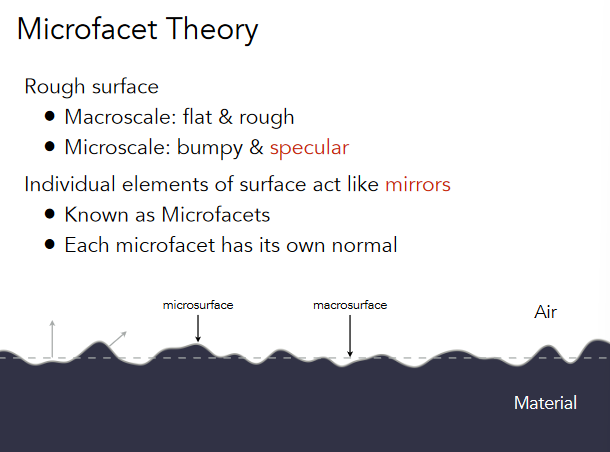 Microfacet Theory
Rough surface
● Macroscale: flat & rough
● Microscale: bumpy & specular
Individual elements of surface act like mirrors
● Known as Microfacets
● Each microfacet has its own normal
microsurface
macrosurface
Air
Material